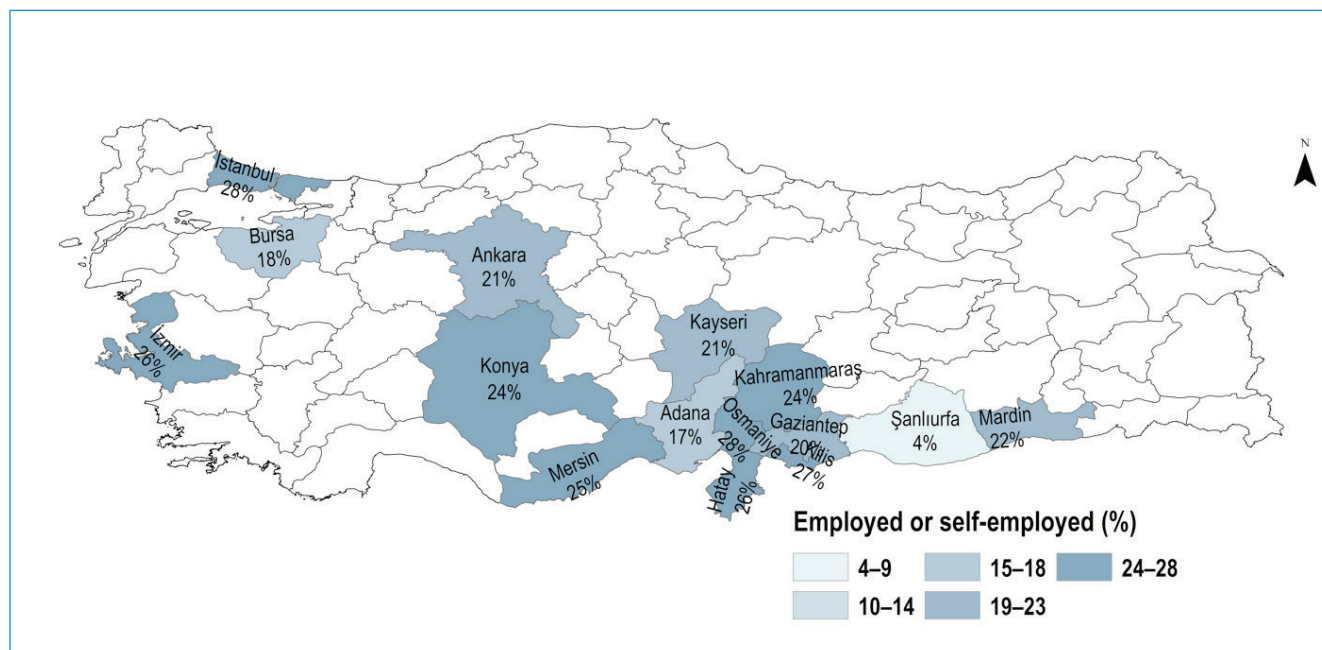 N
İstanbul
28%
Bursa
18%
Ankara
21%
İzmir
26%
Kayseri
21%
Konya
24%
Kahramanmaraş
24%
Adana
17%
Osmaniye
28%
Gaziantep
20%
Kilis
27%
Şanlıurfa
4%
Mardin
22%
Mersin
25%
Hatay
26%
Employed or self-employed (%)
4–9
15–18
24–28
10–14
19–23